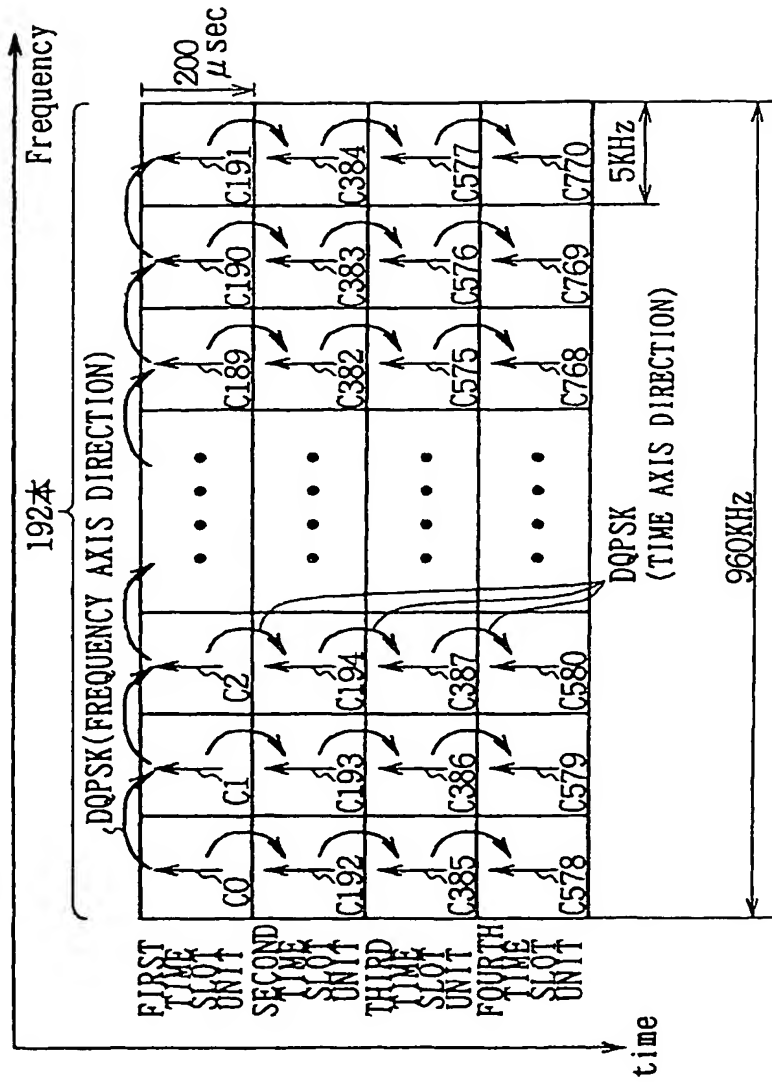 Frequency
192本
200
μsec
DQPSK(FREQUENCY AXIS DIRECTION)
FIRST
TIME
SLOT
UNIT
C0
C1
C2
C189
C190
C191
SECOND
TIME
SLOT
UNIT
C192
C193
C194
C382
C383
C384
THIRD
TIME
SLOT
UNIT
C385
C386
C387
C575
C576
C577
FOURTH
TIME
SLOT
UNIT
C578
C579
C580
C768
C769
C770
DQPSK
(TIME AXIS DIRECTION)
5KHz
960KHz
time